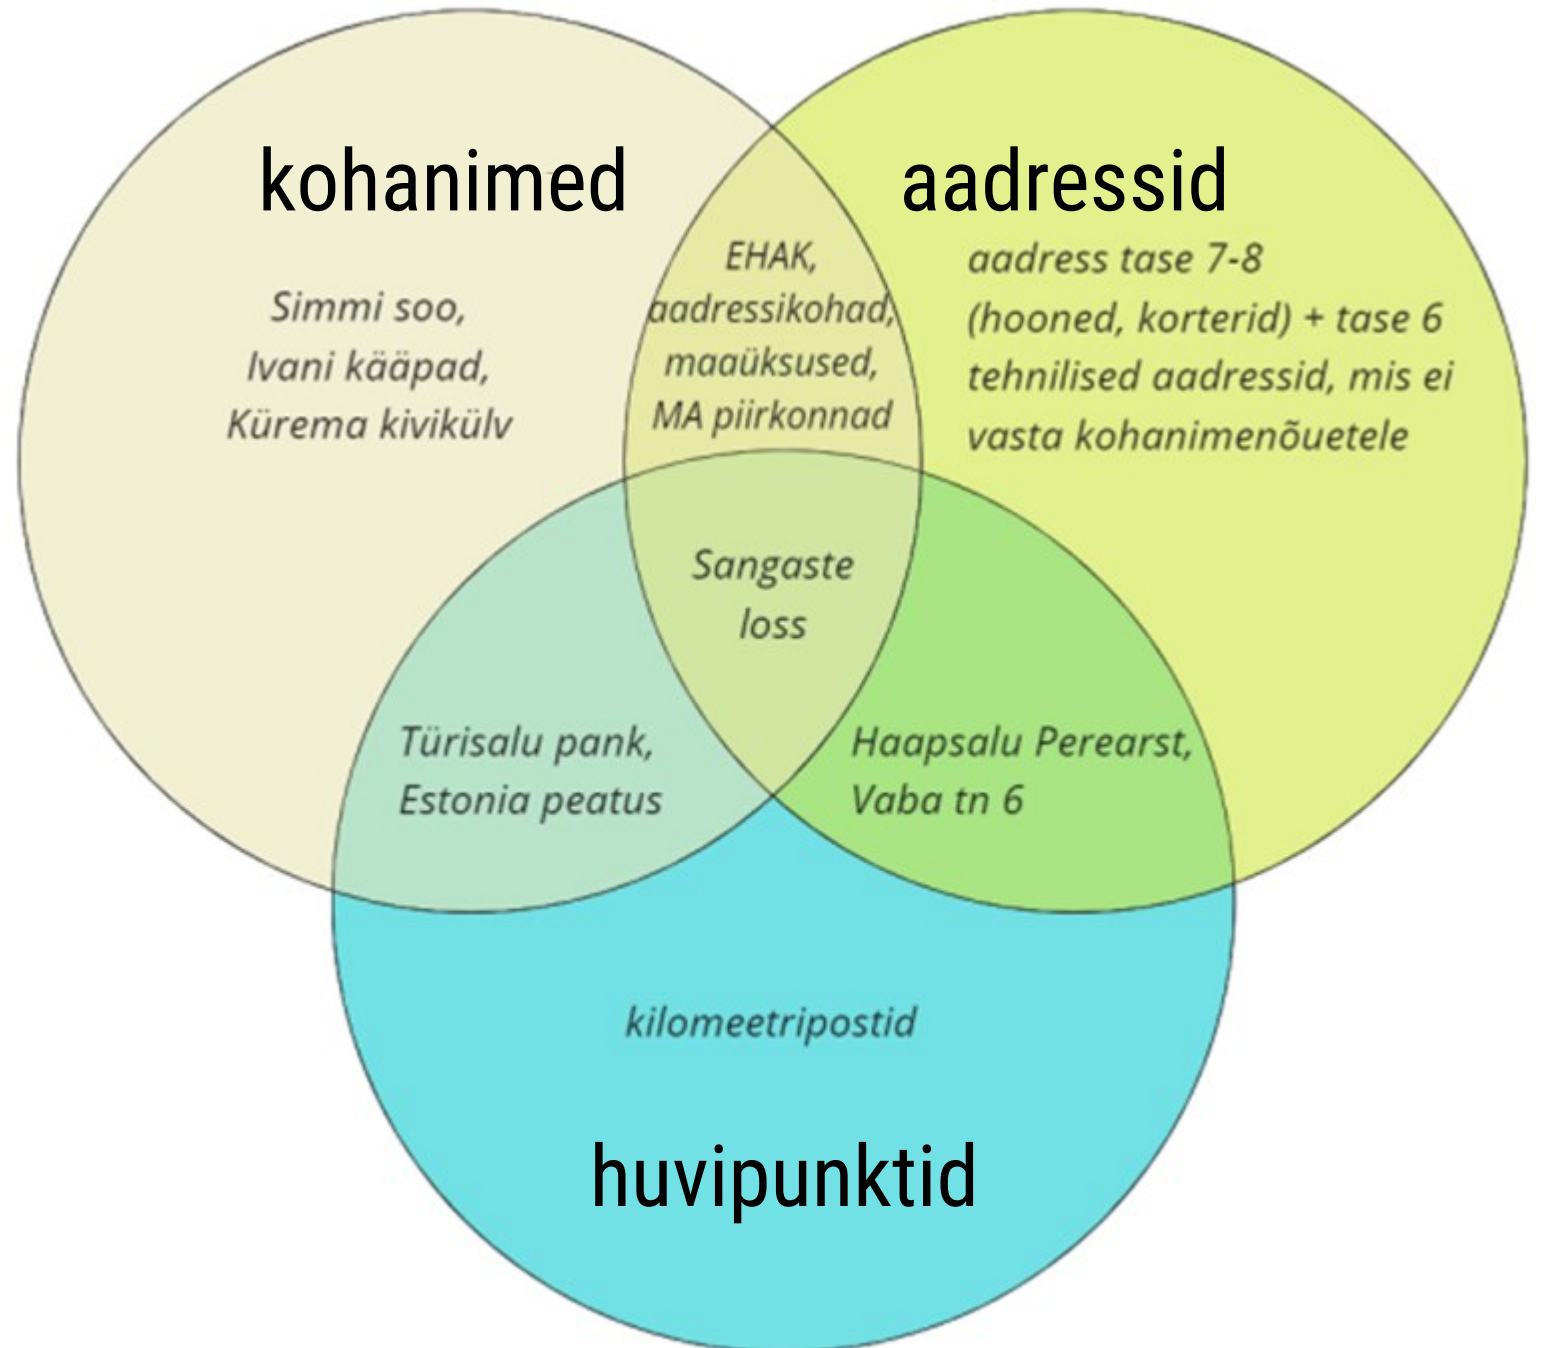 kohanimed
Simmi soo,
Ivani kääpad,
Kürema kivikülv
EHAK,
aadressikohad,
maaüksused,
MA piirkonnad
aadressid
aadress tase 7-8
(hooned, korterid) + tase 6
tehnilised aadressid, mis ei
vasta kohanimenõuetele
Sangaste
loss
Türisalu pank,
Estonia peatus
Haapsalu Perearst,
Vaba tn 6
kilomeetripostid
huvipunktid